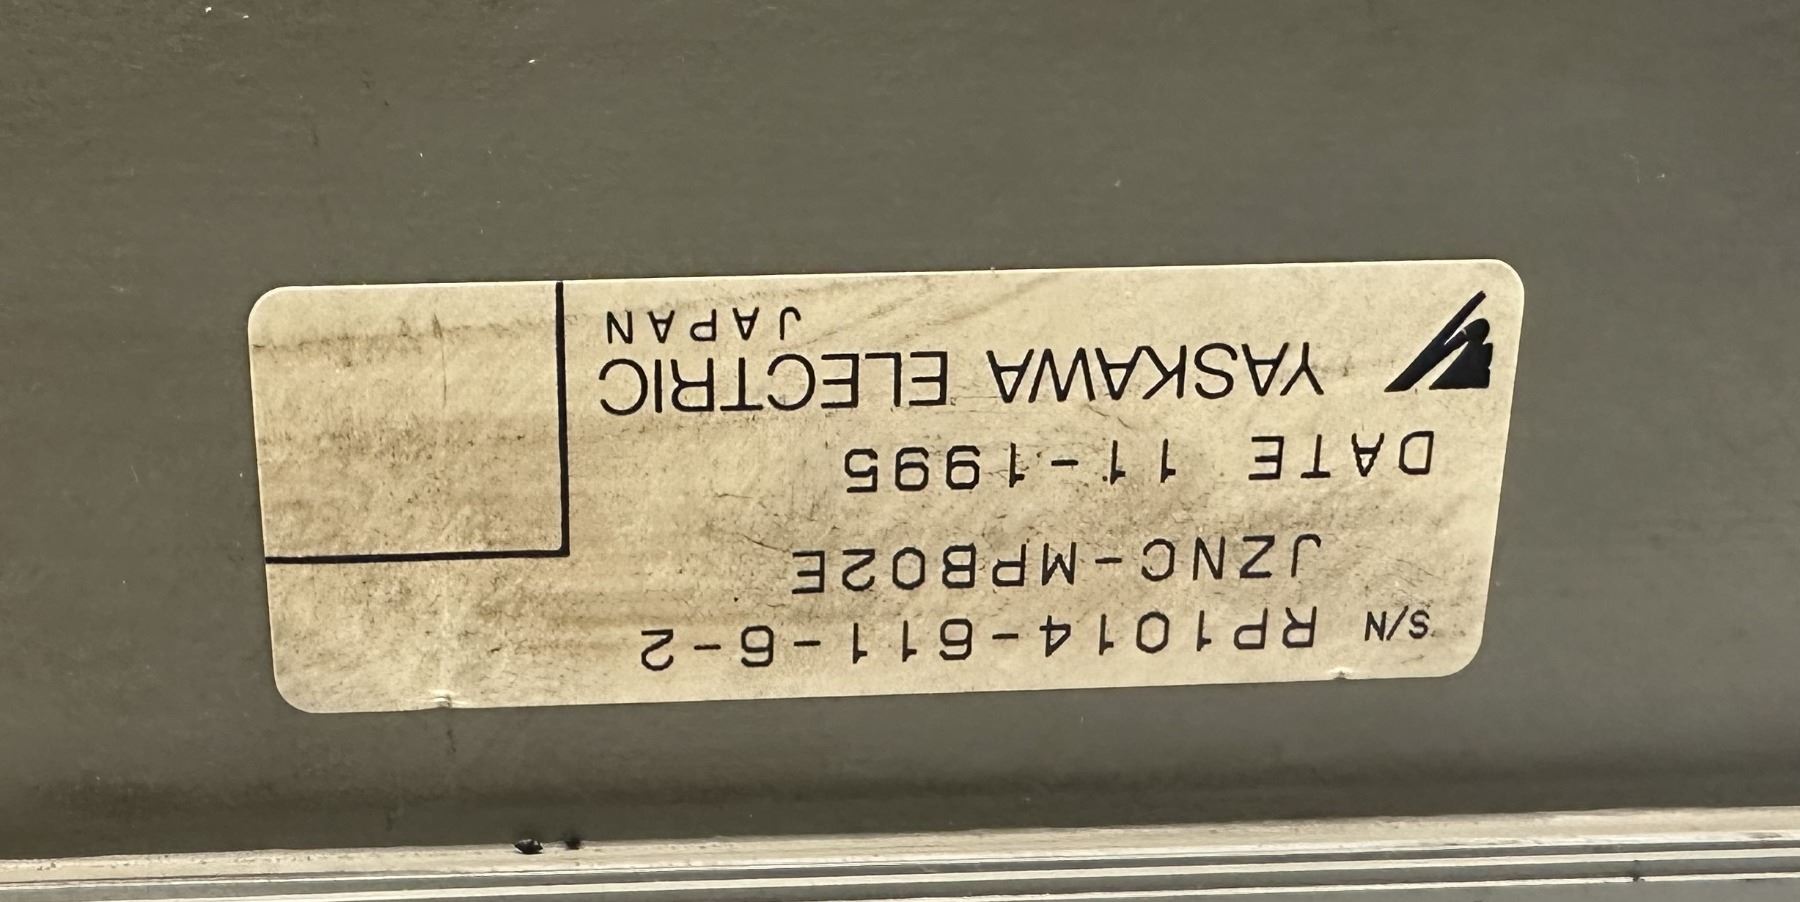 S/N RP1014-611-6-2
JZNC-MPB02E
DATE 11-1995
YASKAWA ELECTRIC
JAPAN